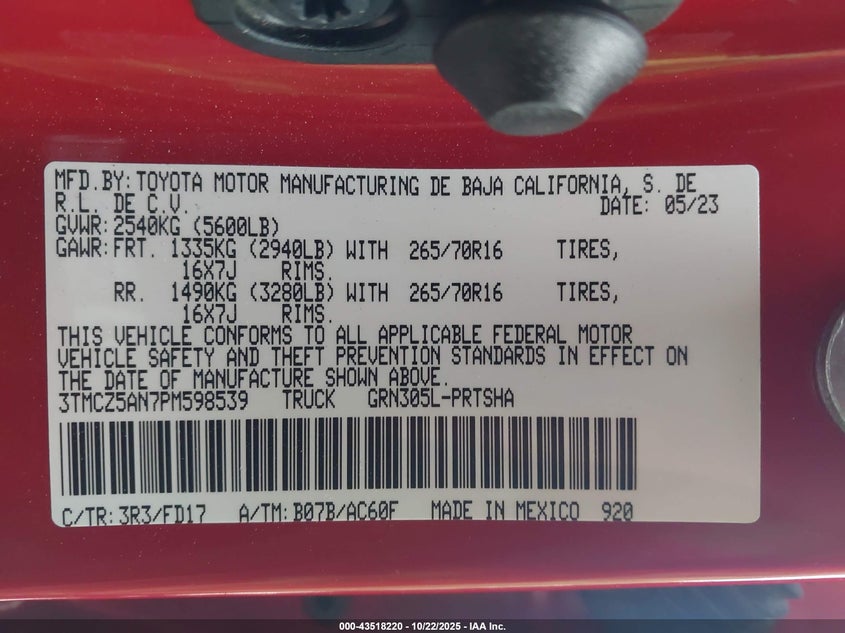 MFD.BY:TOYOTA MOTOR MANUFACTURING DE BAJA CALIFORNIA, S. DE
R.L. DE C.V. DATE: 05/23
GVWR:2540KG (5600LB)
GAWR:FRT. 1335KG (2940LB) WITH 265/70R16 TIRES,
16X7J RIMS.
RR. 1490KG (3280LB) WITH 265/70R16 TIRES,
16X7J RIMS.
THIS VEHICLE CONFORMS TO ALL APPLICABLE FEDERAL MOTOR
VEHICLE SAFETY AND THEFT PREVENTION STANDARDS IN EFFECT ON
THE DATE OF MANUFACTURE SHOWN ABOVE.
3TMCZ5AN7PM598539 TRUCK GRN305L-PRTSHA
C/TR:3R3/FD17 A/TM:B07B/AC60F MADE IN MEXICO 920
000-43518220 - 10/22/2025 - IAA Inc.